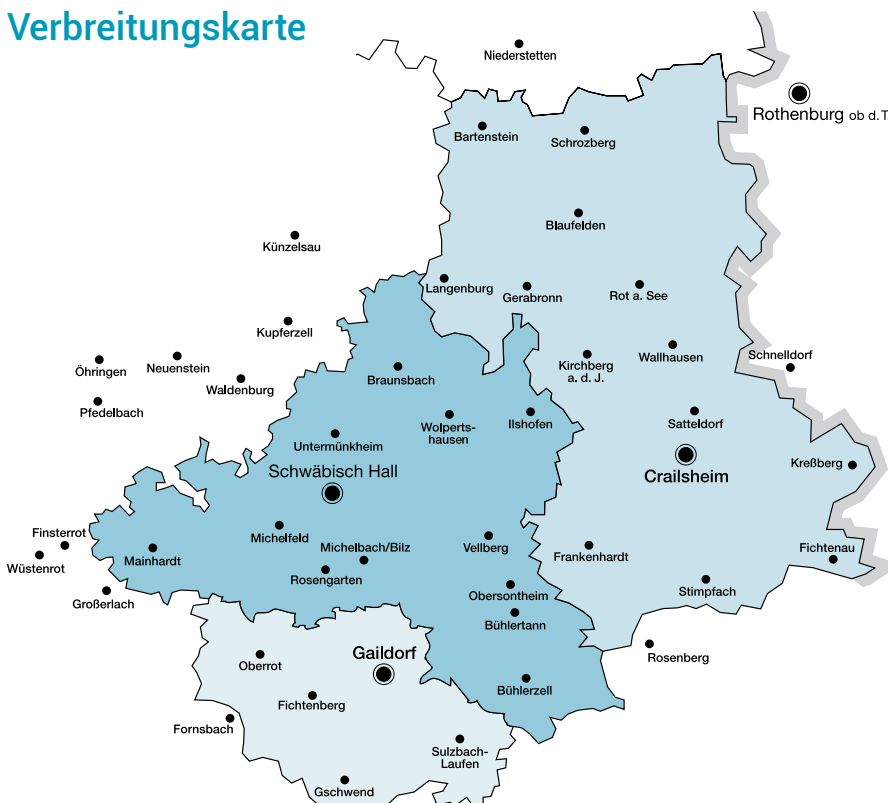 Verbreitungskarte
Niederstetten
Rothenburg ob d. T
Bartenstein
Schrozberg
Blaufelden
Künzelsau
Langenburg
Gerabronn
Rot a. See
Kupferzell
Öhringen
Neuenstein
Waldenburg
Braunsbach
Kirchberg
a. d. J.
Wallhausen
Schnelldorf
Pfedelbach
Wolperts-
hausen
Ilshofen
Satteldorf
Untermünkheim
Schwäbisch Hall
Crailsheim
Kreßberg
Finsterrot
Wüstenrot
Mainhardt
Michelfeld
Michelbach/Bilz
Rosengarten
Vellberg
Frankenhardt
Fichtenau
Großerlach
Obersontheim
Stimpfach
Bühlertann
Gaildorf
Oberrot
Rosenberg
Fichtenberg
Bühlerzell
Fornsbach
Sulzbach-
Laufen
Gschwend